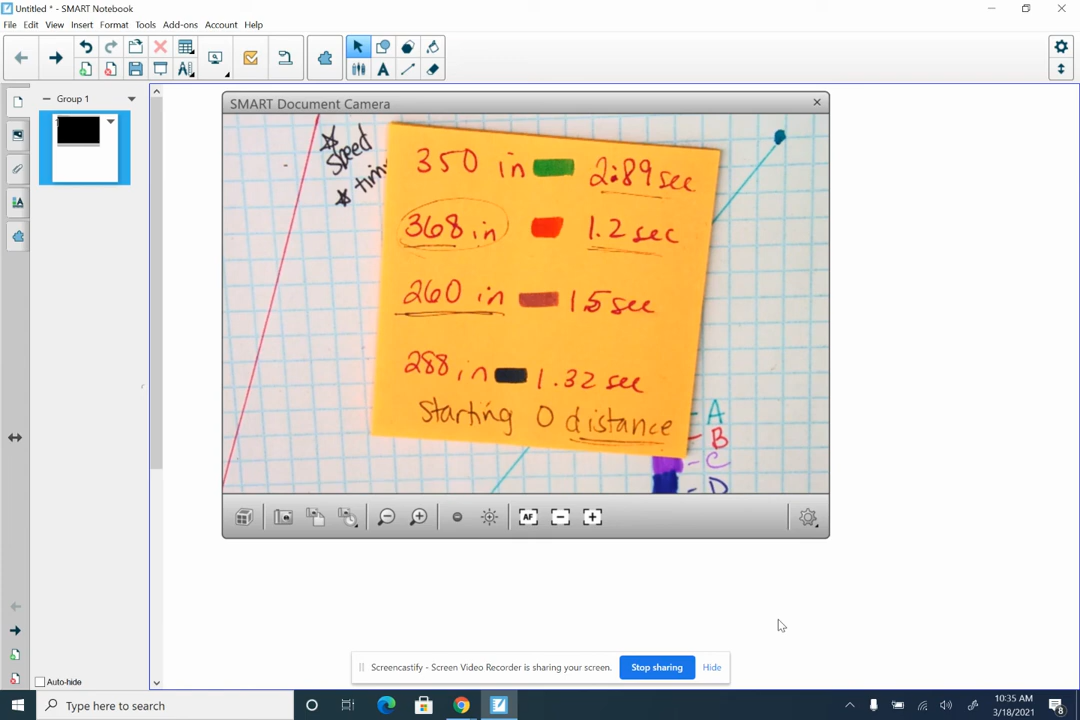 Untitled * - SMART Notebook
File Edit View Insert Format Tools Add-ons Account Help
Group 1
1
SMART Document Camera
speed
350 in 2.89 sec
368 in 1.2 sec
260 in 1.5 sec
288 in 1.32 sec
starting 0 distance
- A
- B
- C
- D
AF
Auto-hide
Screencastify - Screen Video Recorder is sharing your screen. Stop sharing Hide
Type here to search
10:35 AM
3/18/2021
8